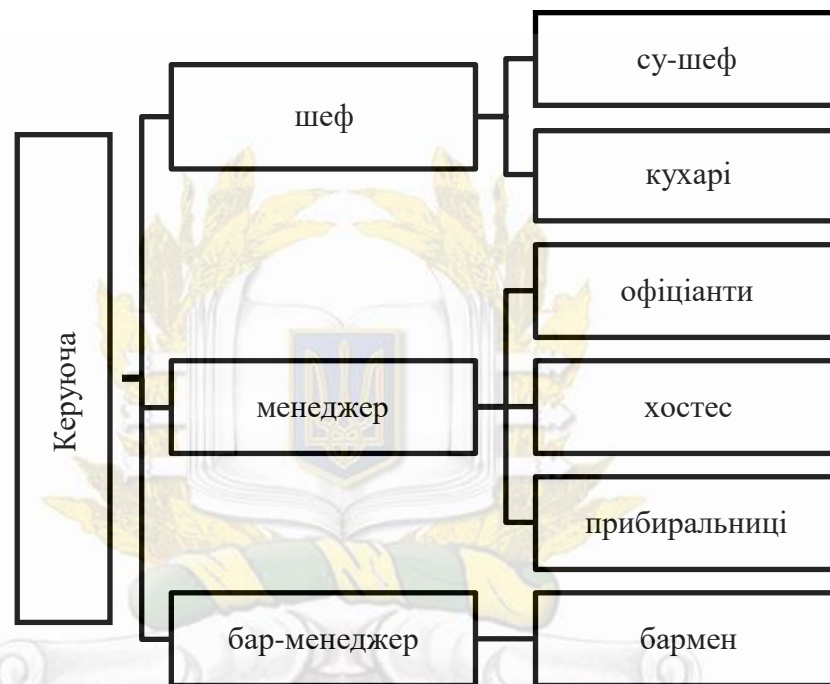 Керуюча
шеф
су-шеф
кухарі
менеджер
офіціанти
хостес
прибиральниці
бар-менеджер
бармен